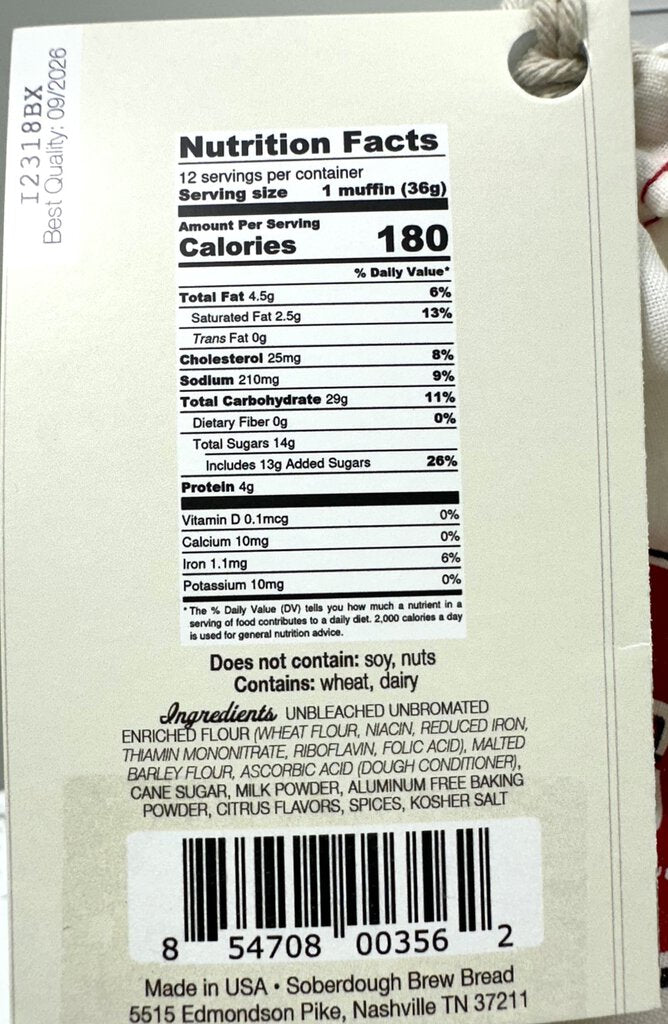 I2318BX
Best Quality: 09/2026
Nutrition Facts
12 servings per container
Serving size 1 muffin (36g)
Amount Per Serving
Calories 180
% Daily Value*
Total Fat 4.5g 6%
Saturated Fat 2.5g 13%
Trans Fat 0g
Cholesterol 25mg 8%
Sodium 210mg 9%
Total Carbohydrate 29g 11%
Dietary Fiber 0g 0%
Total Sugars 14g
Includes 13g Added Sugars 26%
Protein 4g
Vitamin D 0.1mcg 0%
Calcium 10mg 0%
Iron 1.1mg 6%
Potassium 10mg 0%
* The % Daily Value (DV) tells you how much a nutrient in a
serving of food contributes to a daily diet. 2,000 calories a day
is used for general nutrition advice.
Does not contain: soy, nuts
Contains: wheat, dairy
Ingredients UNBLEACHED UNBROMATED
ENRICHED FLOUR (WHEAT FLOUR, NIACIN, REDUCED IRON,
THIAMIN MONONITRATE, RIBOFLAVIN, FOLIC ACID), MALTED
BARLEY FLOUR, ASCORBIC ACID (DOUGH CONDITIONER),
CANE SUGAR, MILK POWDER, ALUMINUM FREE BAKING
POWDER, CITRUS FLAVORS, SPICES, KOSHER SALT
8 54708 00356 2
Made in USA • Soberdough Brew Bread
5515 Edmondson Pike, Nashville TN 37211